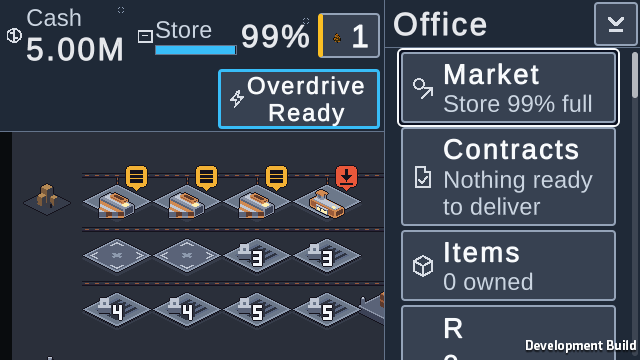 Cash
5.00M
Store
99%
1
Overdrive
Ready
Office
Market
Store 99% full
Contracts
Nothing ready
to deliver
Items
0 owned
R
3
3
4
4
5
5
Development Build